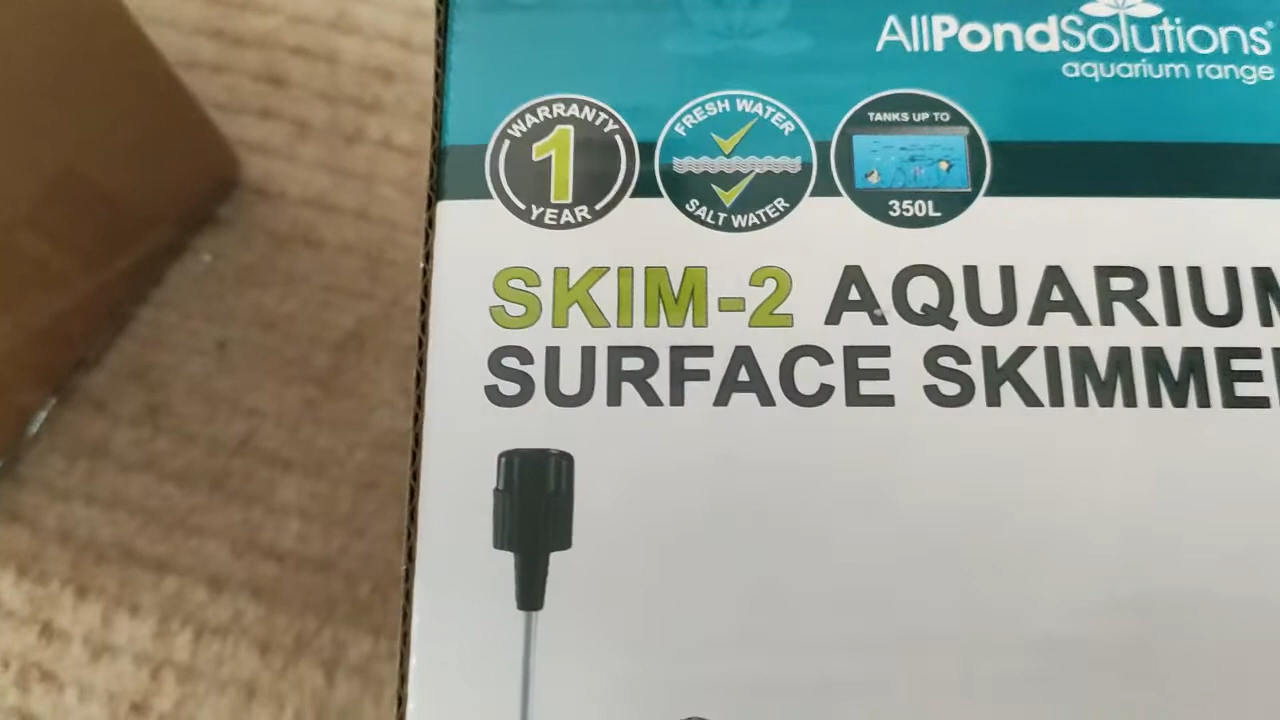 AllPondSolutions
aquarium range
WARRANTY
1
YEAR
FRESH WATER
SALT WATER
TANKS UP TO
350L
SKIM-2 AQUARIUM
SURFACE SKIMMER